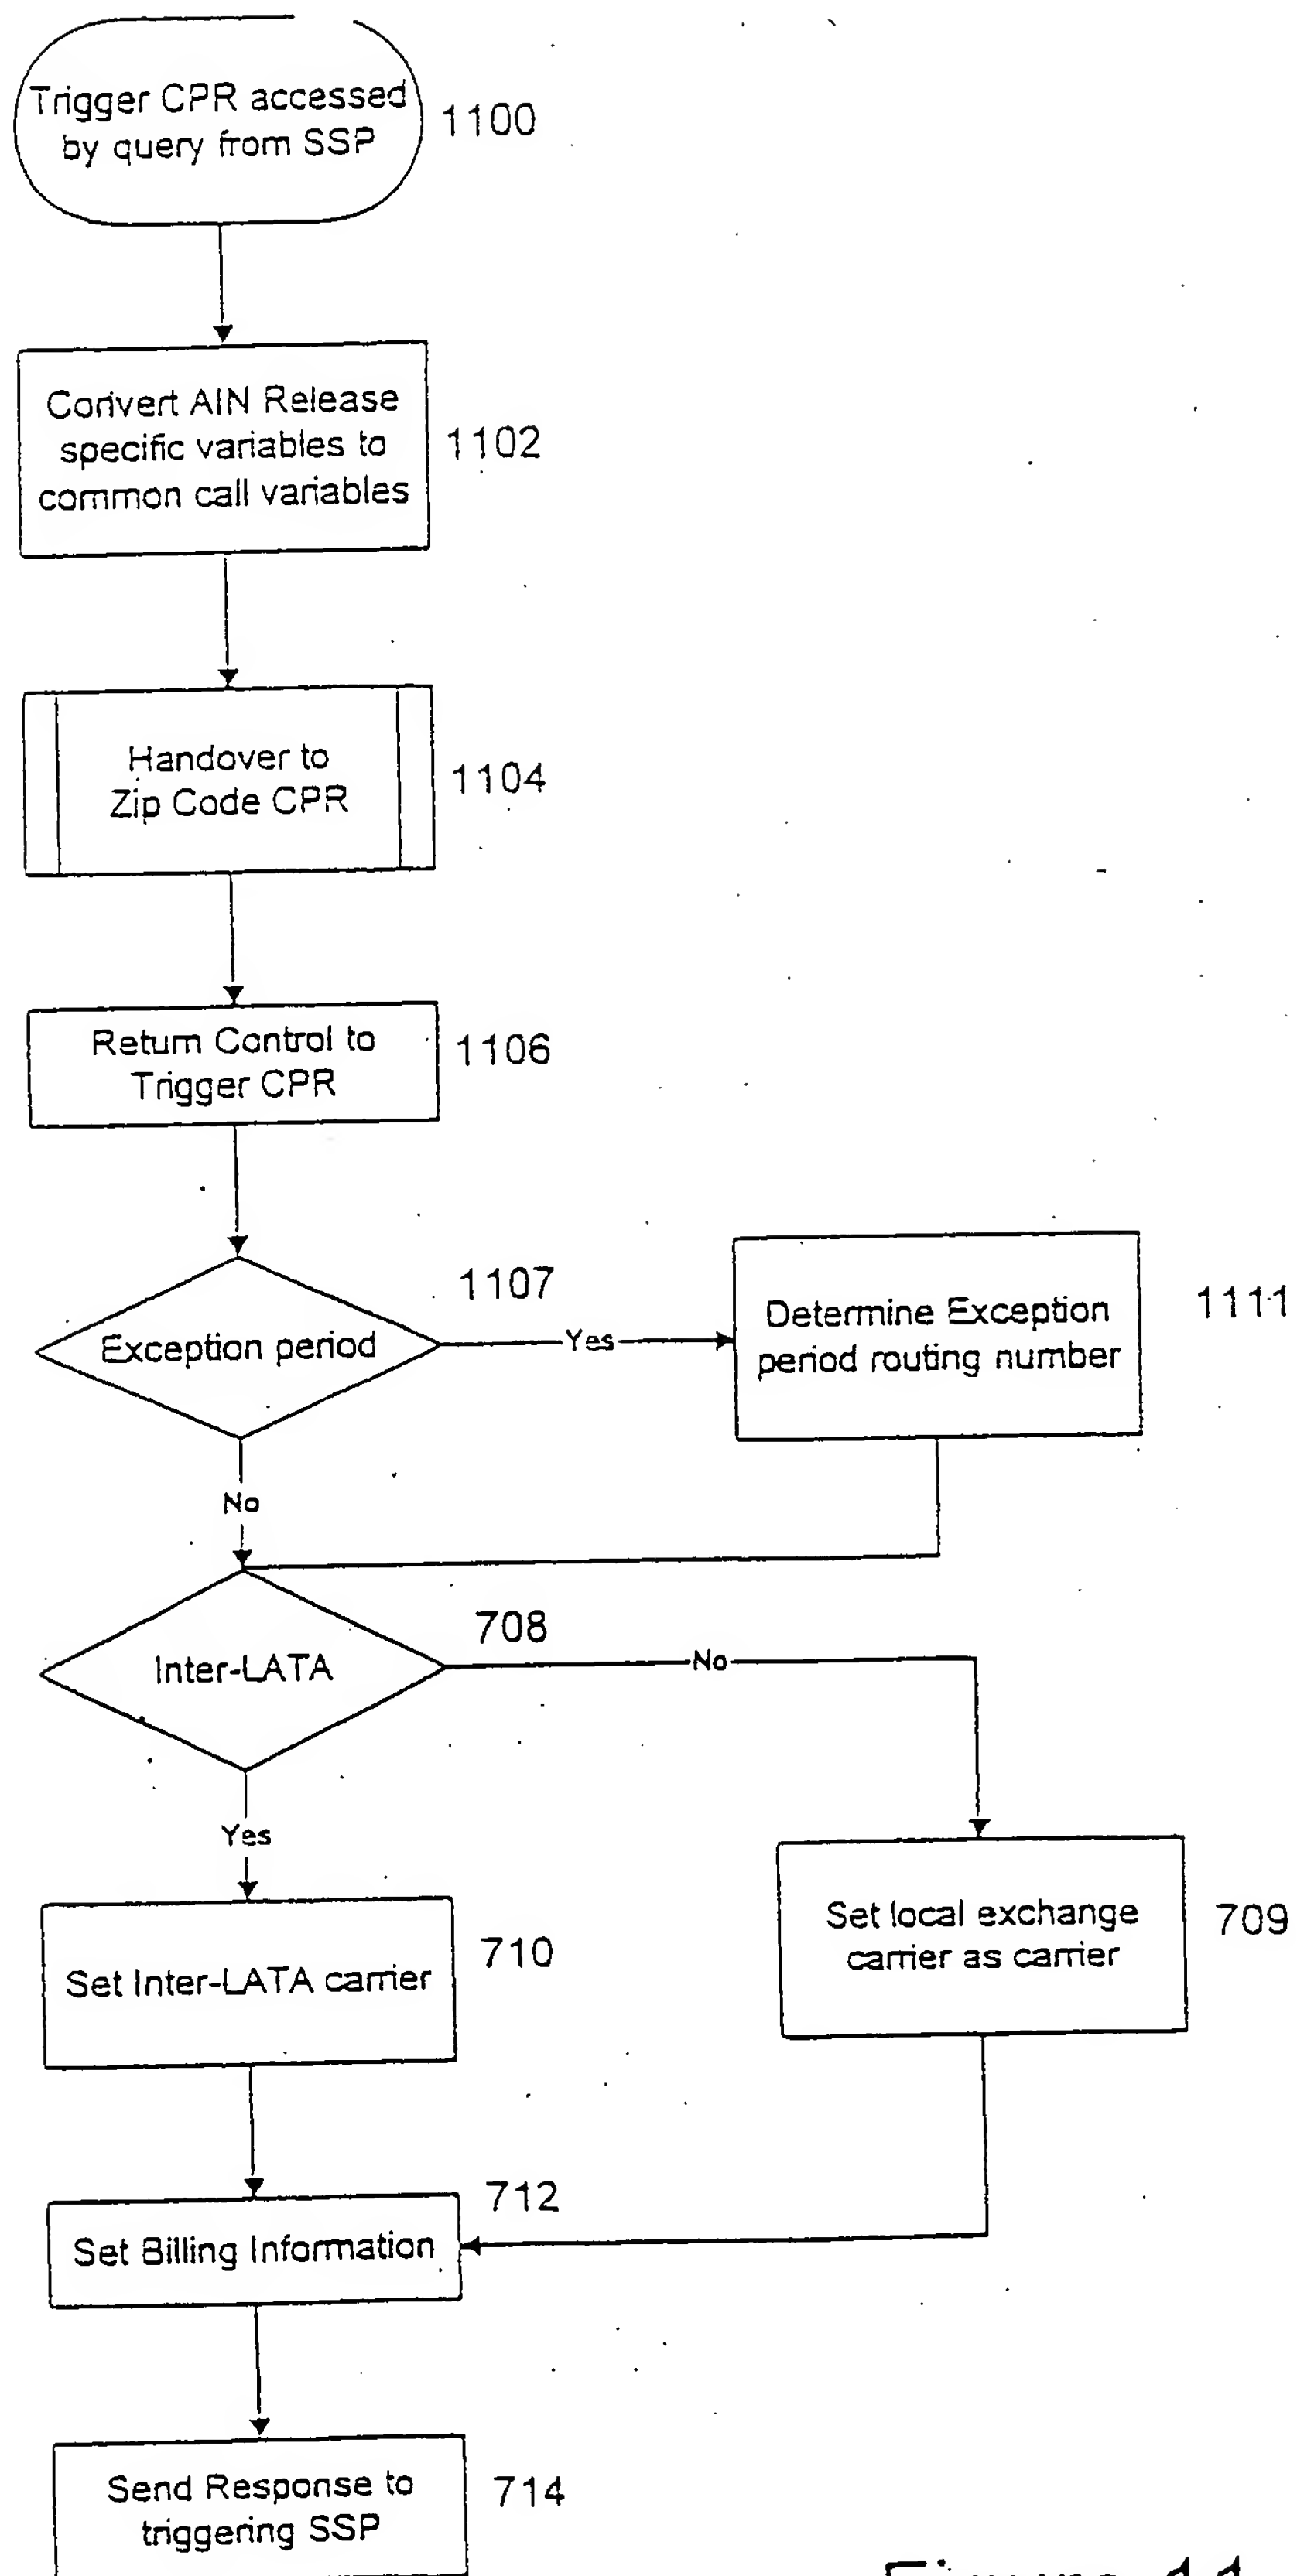 Trigger CPR accessed
by query from SSP
1100
Convert AIN Release
specific variables to
common call variables
1102
Handover to
Zip Code CPR
1104
Return Control to
Trigger CPR
1106
Exception period
1107
Yes
Determine Exception
period routing number
1111
No
Inter-LATA
708
No
Yes
Set Inter-LATA carrier
710
Set local exchange
carrier as carrier
709
Set Billing Information
712
Send Response to
triggering SSP
714
Figure 11